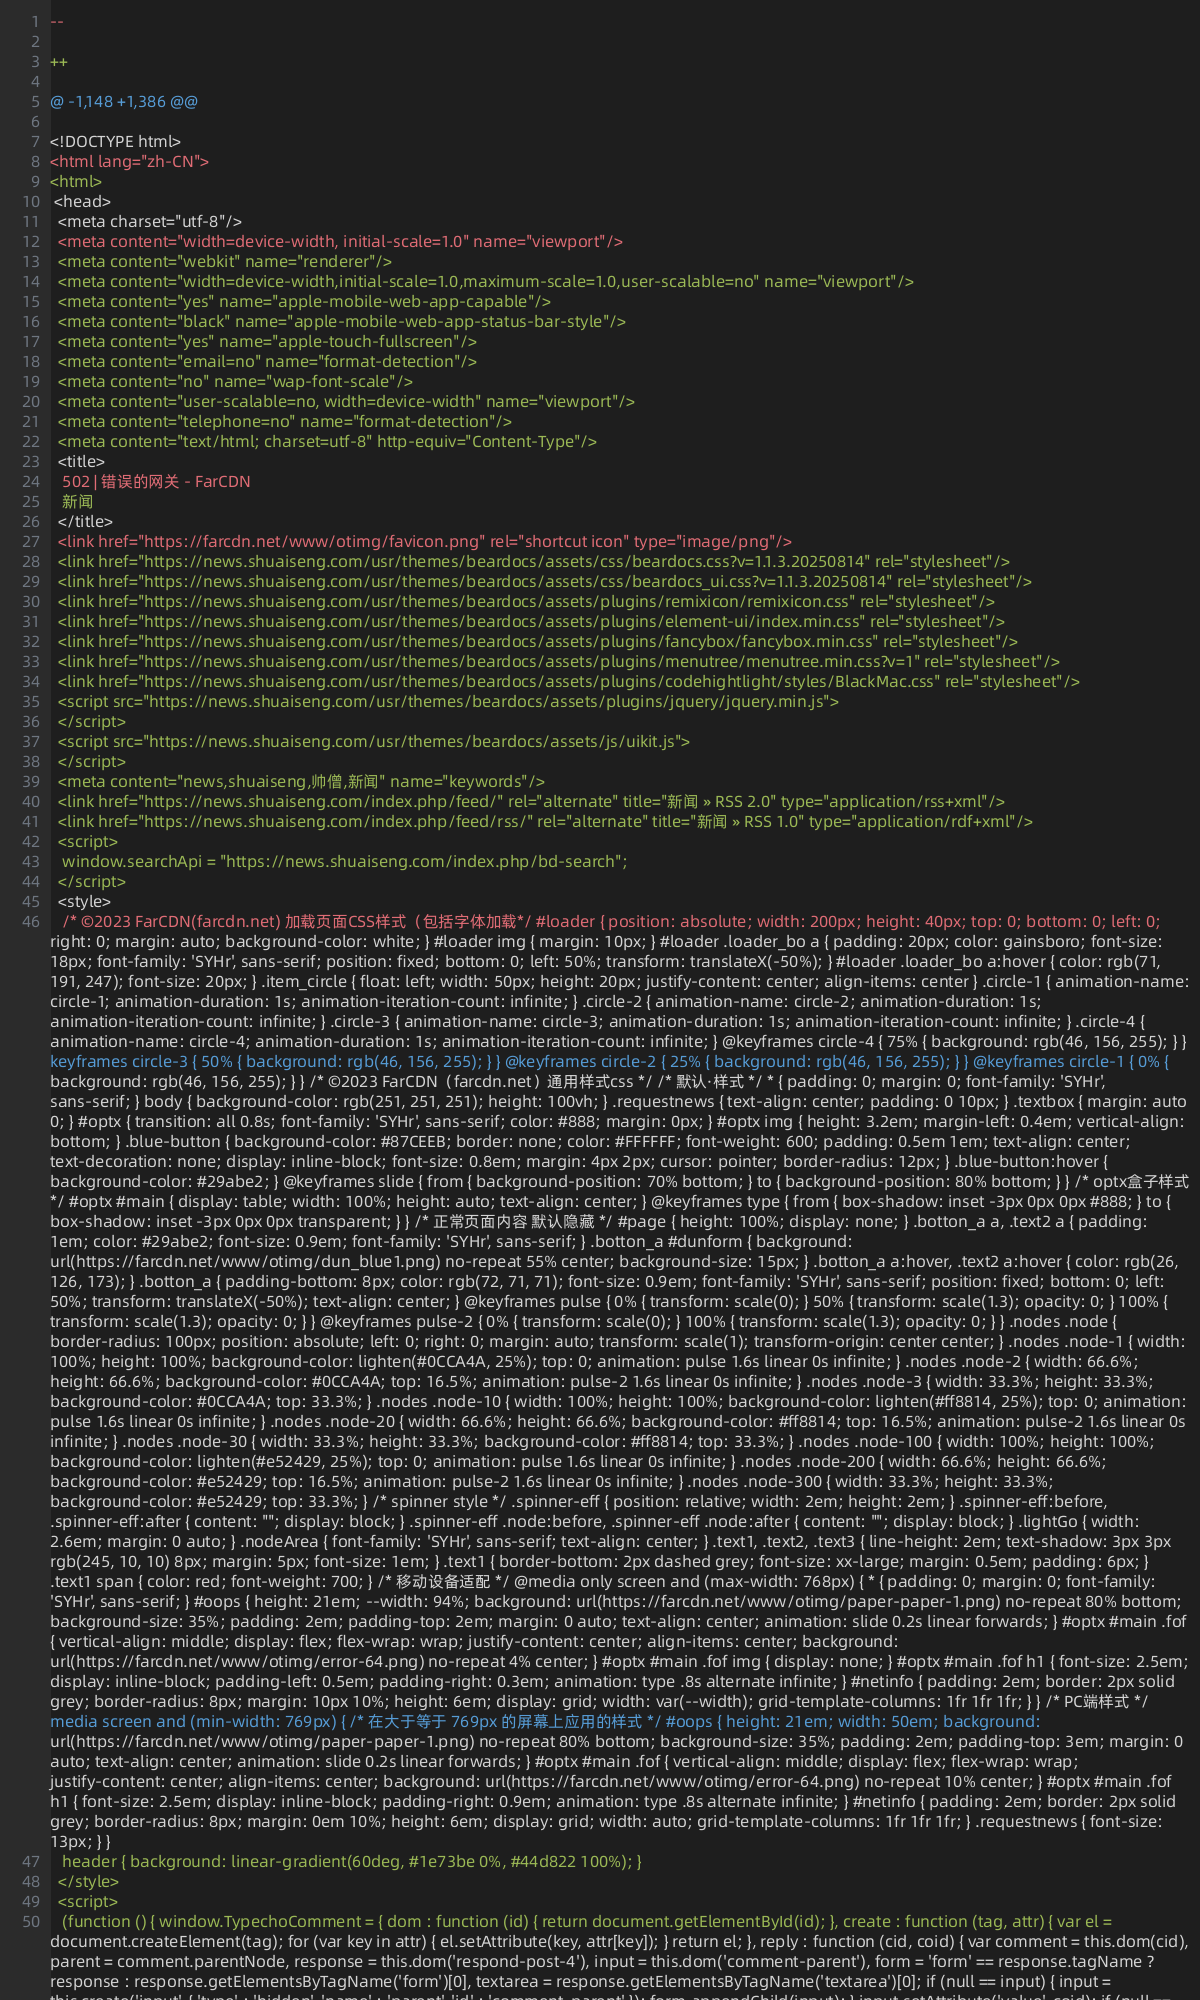 1 --
2
3 ++
4
5 @ -1,148 +1,386 @@
6
7 <!DOCTYPE html>
8 <html lang="zh-CN">
9 <html>
10 <head>
11 <meta charset="utf-8"/>
12 <meta content="width=device-width, initial-scale=1.0" name="viewport"/>
13 <meta content="webkit" name="renderer"/>
14 <meta content="width=device-width,initial-scale=1.0,maximum-scale=1.0,user-scalable=no" name="viewport"/>
15 <meta content="yes" name="apple-mobile-web-app-capable"/>
16 <meta content="black" name="apple-mobile-web-app-status-bar-style"/>
17 <meta content="yes" name="apple-touch-fullscreen"/>
18 <meta content="email=no" name="format-detection"/>
19 <meta content="no" name="wap-font-scale"/>
20 <meta content="user-scalable=no, width=device-width" name="viewport"/>
21 <meta content="telephone=no" name="format-detection"/>
22 <meta content="text/html; charset=utf-8" http-equiv="Content-Type"/>
23 <title>
24 502 | 错误的网关 - FarCDN
25 新闻
26 </title>
27 <link href="https://farcdn.net/www/otimg/favicon.png" rel="shortcut icon" type="image/png"/>
28 <link href="https://news.shuaiseng.com/usr/themes/beardocs/assets/css/beardocs.css?v=1.1.3.20250814" rel="stylesheet"/>
29 <link href="https://news.shuaiseng.com/usr/themes/beardocs/assets/css/beardocs_ui.css?v=1.1.3.20250814" rel="stylesheet"/>
30 <link href="https://news.shuaiseng.com/usr/themes/beardocs/assets/plugins/remixicon/remixicon.css" rel="stylesheet"/>
31 <link href="https://news.shuaiseng.com/usr/themes/beardocs/assets/plugins/element-ui/index.min.css" rel="stylesheet"/>
32 <link href="https://news.shuaiseng.com/usr/themes/beardocs/assets/plugins/fancybox/fancybox.min.css" rel="stylesheet"/>
33 <link href="https://news.shuaiseng.com/usr/themes/beardocs/assets/plugins/menutree/menutree.min.css?v=1" rel="stylesheet"/>
34 <link href="https://news.shuaiseng.com/usr/themes/beardocs/assets/plugins/codehightlight/styles/BlackMac.css" rel="stylesheet"/>
35 <script src="https://news.shuaiseng.com/usr/themes/beardocs/assets/plugins/jquery/jquery.min.js">
36 </script>
37 <script src="https://news.shuaiseng.com/usr/themes/beardocs/assets/js/uikit.js">
38 </script>
39 <meta content="news,shuaiseng,帅僧,新闻" name="keywords"/>
40 <link href="https://news.shuaiseng.com/index.php/feed/" rel="alternate" title="新闻 » RSS 2.0" type="application/rss+xml"/>
41 <link href="https://news.shuaiseng.com/index.php/feed/rss/" rel="alternate" title="新闻 » RSS 1.0" type="application/rdf+xml"/>
42 <script>
43 window.searchApi = "https://news.shuaiseng.com/index.php/bd-search";
44 </script>
45 <style>
46 /* ©2023 FarCDN(farcdn.net) 加载页面CSS样式（包括字体加载*/ #loader { position: absolute; width: 200px; height: 40px; top: 0; bottom: 0; left: 0;
right: 0; margin: auto; background-color: white; } #loader img { margin: 10px; } #loader .loader_bo a { padding: 20px; color: gainsboro; font-size:
18px; font-family: 'SYHr', sans-serif; position: fixed; bottom: 0; left: 50%; transform: translateX(-50%); } #loader .loader_bo a:hover { color: rgb(71,
191, 247); font-size: 20px; } .item_circle { float: left; width: 50px; height: 20px; justify-content: center; align-items: center } .circle-1 { animation-name:
circle-1; animation-duration: 1s; animation-iteration-count: infinite; } .circle-2 { animation-name: circle-2; animation-duration: 1s;
animation-iteration-count: infinite; } .circle-3 { animation-name: circle-3; animation-duration: 1s; animation-iteration-count: infinite; } .circle-4 {
animation-name: circle-4; animation-duration: 1s; animation-iteration-count: infinite; } @keyframes circle-4 { 75% { background: rgb(46, 156, 255); } }
keyframes circle-3 { 50% { background: rgb(46, 156, 255); } } @keyframes circle-2 { 25% { background: rgb(46, 156, 255); } } @keyframes circle-1 { 0% {
background: rgb(46, 156, 255); } } /* ©2023 FarCDN（farcdn.net）通用样式css */ /* 默认·样式 */ * { padding: 0; margin: 0; font-family: 'SYHr',
sans-serif; } body { background-color: rgb(251, 251, 251); height: 100vh; } .requestnews { text-align: center; padding: 0 10px; } .textbox { margin: auto
0; } #optx { transition: all 0.8s; font-family: 'SYHr', sans-serif; color: #888; margin: 0px; } #optx img { height: 3.2em; margin-left: 0.4em; vertical-align:
bottom; } .blue-button { background-color: #87CEEB; border: none; color: #FFFFFF; font-weight: 600; padding: 0.5em 1em; text-align: center;
text-decoration: none; display: inline-block; font-size: 0.8em; margin: 4px 2px; cursor: pointer; border-radius: 12px; } .blue-button:hover {
background-color: #29abe2; } @keyframes slide { from { background-position: 70% bottom; } to { background-position: 80% bottom; } } /* optx盒子样式
*/ #optx #main { display: table; width: 100%; height: auto; text-align: center; } @keyframes type { from { box-shadow: inset -3px 0px 0px #888; } to {
box-shadow: inset -3px 0px 0px transparent; } } /* 正常页面内容 默认隐藏 */ #page { height: 100%; display: none; } .botton_a a, .text2 a { padding:
1em; color: #29abe2; font-size: 0.9em; font-family: 'SYHr', sans-serif; } .botton_a #dunform { background:
url(https://farcdn.net/www/otimg/dun_blue1.png) no-repeat 55% center; background-size: 15px; } .botton_a a:hover, .text2 a:hover { color: rgb(26,
126, 173); } .botton_a { padding-bottom: 8px; color: rgb(72, 71, 71); font-size: 0.9em; font-family: 'SYHr', sans-serif; position: fixed; bottom: 0; left:
50%; transform: translateX(-50%); text-align: center; } @keyframes pulse { 0% { transform: scale(0); } 50% { transform: scale(1.3); opacity: 0; } 100% {
transform: scale(1.3); opacity: 0; } } @keyframes pulse-2 { 0% { transform: scale(0); } 100% { transform: scale(1.3); opacity: 0; } } .nodes .node {
border-radius: 100px; position: absolute; left: 0; right: 0; margin: auto; transform: scale(1); transform-origin: center center; } .nodes .node-1 { width:
100%; height: 100%; background-color: lighten(#0CCA4A, 25%); top: 0; animation: pulse 1.6s linear 0s infinite; } .nodes .node-2 { width: 66.6%;
height: 66.6%; background-color: #0CCA4A; top: 16.5%; animation: pulse-2 1.6s linear 0s infinite; } .nodes .node-3 { width: 33.3%; height: 33.3%;
background-color: #0CCA4A; top: 33.3%; } .nodes .node-10 { width: 100%; height: 100%; background-color: lighten(#ff8814, 25%); top: 0; animation:
pulse 1.6s linear 0s infinite; } .nodes .node-20 { width: 66.6%; height: 66.6%; background-color: #ff8814; top: 16.5%; animation: pulse-2 1.6s linear 0s
infinite; } .nodes .node-30 { width: 33.3%; height: 33.3%; background-color: #ff8814; top: 33.3%; } .nodes .node-100 { width: 100%; height: 100%;
background-color: lighten(#e52429, 25%); top: 0; animation: pulse 1.6s linear 0s infinite; } .nodes .node-200 { width: 66.6%; height: 66.6%;
background-color: #e52429; top: 16.5%; animation: pulse-2 1.6s linear 0s infinite; } .nodes .node-300 { width: 33.3%; height: 33.3%;
background-color: #e52429; top: 33.3%; } /* spinner style */ .spinner-eff { position: relative; width: 2em; height: 2em; } .spinner-eff:before,
.spinner-eff:after { content: ""; display: block; } .spinner-eff .node:before, .spinner-eff .node:after { content: ""; display: block; } .lightGo { width:
2.6em; margin: 0 auto; } .nodeArea { font-family: 'SYHr', sans-serif; text-align: center; } .text1, .text2, .text3 { line-height: 2em; text-shadow: 3px 3px
rgb(245, 10, 10) 8px; margin: 5px; font-size: 1em; } .text1 { border-bottom: 2px dashed grey; font-size: xx-large; margin: 0.5em; padding: 6px; }
.text1 span { color: red; font-weight: 700; } /* 移动设备适配 */ @media only screen and (max-width: 768px) { * { padding: 0; margin: 0; font-family:
'SYHr', sans-serif; } #oops { height: 21em; --width: 94%; background: url(https://farcdn.net/www/otimg/paper-paper-1.png) no-repeat 80% bottom;
background-size: 35%; padding: 2em; padding-top: 2em; margin: 0 auto; text-align: center; animation: slide 0.2s linear forwards; } #optx #main .fof
{ vertical-align: middle; display: flex; flex-wrap: wrap; justify-content: center; align-items: center; background:
url(https://farcdn.net/www/otimg/error-64.png) no-repeat 4% center; } #optx #main .fof img { display: none; } #optx #main .fof h1 { font-size: 2.5em;
display: inline-block; padding-left: 0.5em; padding-right: 0.3em; animation: type .8s alternate infinite; } #netinfo { padding: 2em; border: 2px solid
grey; border-radius: 8px; margin: 10px 10%; height: 6em; display: grid; width: var(--width); grid-template-columns: 1fr 1fr 1fr; } } /* PC端样式 */
media screen and (min-width: 769px) { /* 在大于等于 769px 的屏幕上应用的样式 */ #oops { height: 21em; width: 50em; background:
url(https://farcdn.net/www/otimg/paper-paper-1.png) no-repeat 80% bottom; background-size: 35%; padding: 2em; padding-top: 3em; margin: 0
auto; text-align: center; animation: slide 0.2s linear forwards; } #optx #main .fof { vertical-align: middle; display: flex; flex-wrap: wrap;
justify-content: center; align-items: center; background: url(https://farcdn.net/www/otimg/error-64.png) no-repeat 10% center; } #optx #main .fof
h1 { font-size: 2.5em; display: inline-block; padding-right: 0.9em; animation: type .8s alternate infinite; } #netinfo { padding: 2em; border: 2px solid
grey; border-radius: 8px; margin: 0em 10%; height: 6em; display: grid; width: auto; grid-template-columns: 1fr 1fr 1fr; } .requestnews { font-size:
13px; } }
47 header { background: linear-gradient(60deg, #1e73be 0%, #44d822 100%); }
48 </style>
49 <script>
50 (function () { window.TypechoComment = { dom : function (id) { return document.getElementById(id); }, create : function (tag, attr) { var el =
document.createElement(tag); for (var key in attr) { el.setAttribute(key, attr[key]); } return el; }, reply : function (cid, coid) { var comment = this.dom(cid),
parent = comment.parentNode, response = this.dom('respond-post-4'), input = this.dom('comment-parent'), form = 'form' == response.tagName ?
response : response.getElementsByTagName('form')[0], textarea = response.getElementsByTagName('textarea')[0]; if (null == input) { input =
this.create('input', { 'type' : 'hidden', 'name' : 'parent', 'id' : 'comment-parent' }); form.appendChild(input); } input.setAttribute('value', coid); if (null ==